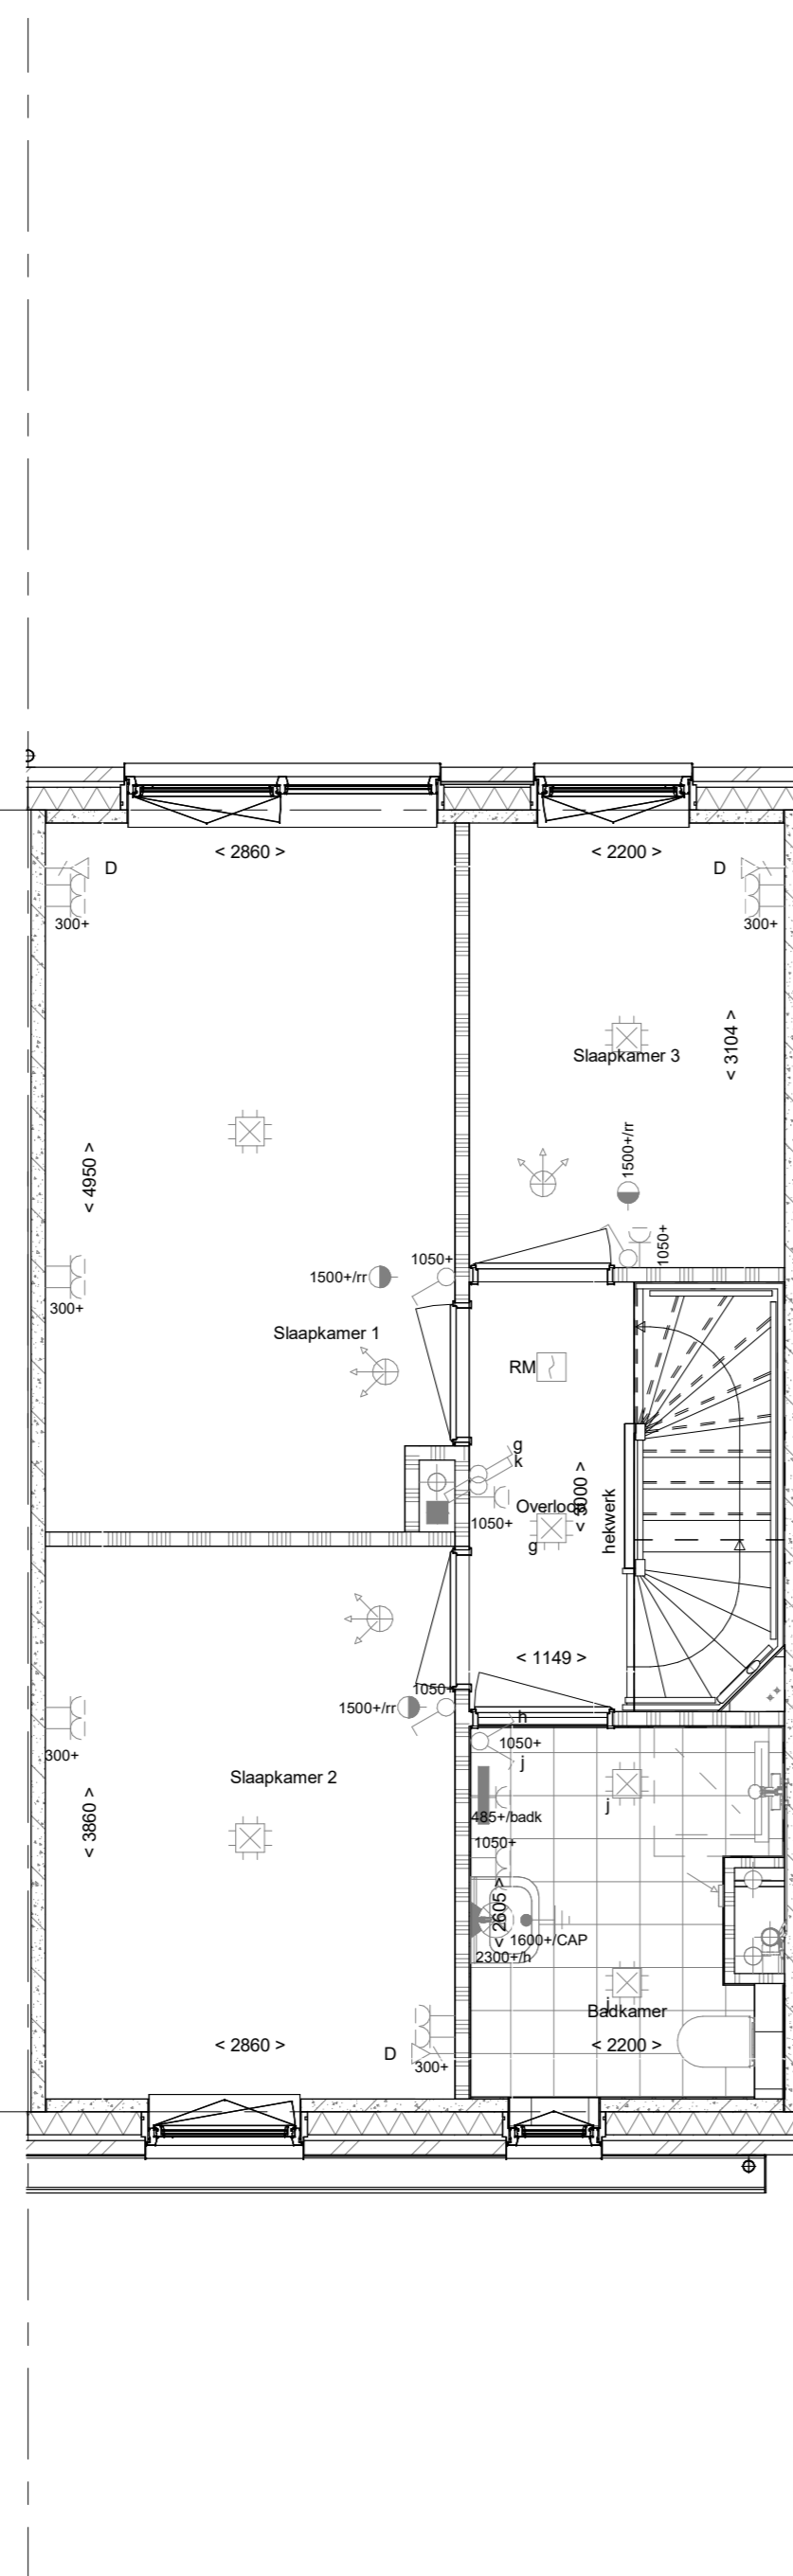 < 2860 >
< 2200 >
D
D
300+
300+
< 3104 >
Slaapkamer 3
1500+/rr
< 4950 >
1050+
1050+
1500+/rr
300+
Slaapkamer 1
RM
g
k
< 3000 >
Overloop
hekwerk
1050+
g
< 1149 >
1050+
1500+/rr
h
1050+
300+
j
Slaapkamer 2
j
485+/badk
< 3860 >
1050+
< 2605 >
1600+/CAP
2300+/h
j
Badkamer
< 2860 >
< 2200 >
D
300+